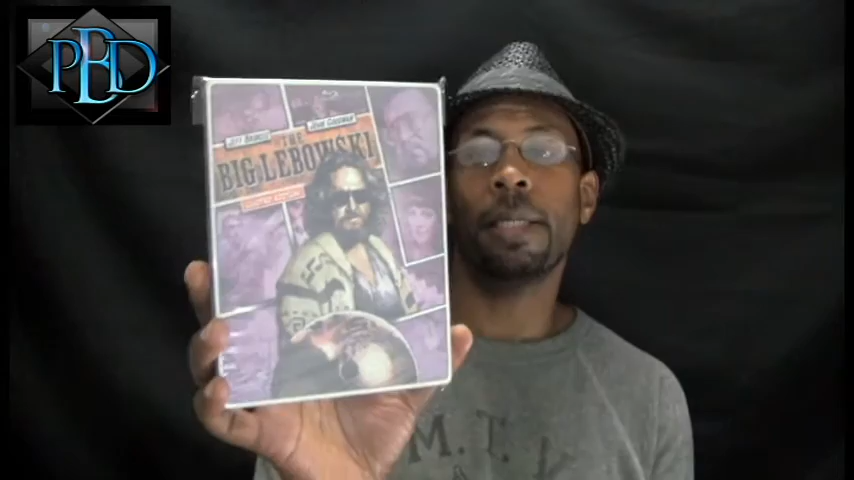 PED
JEFF BRIDGES
JOHN GOODMAN
THE
BIG LEBOWSKI
LIMITED EDITION
M.T.